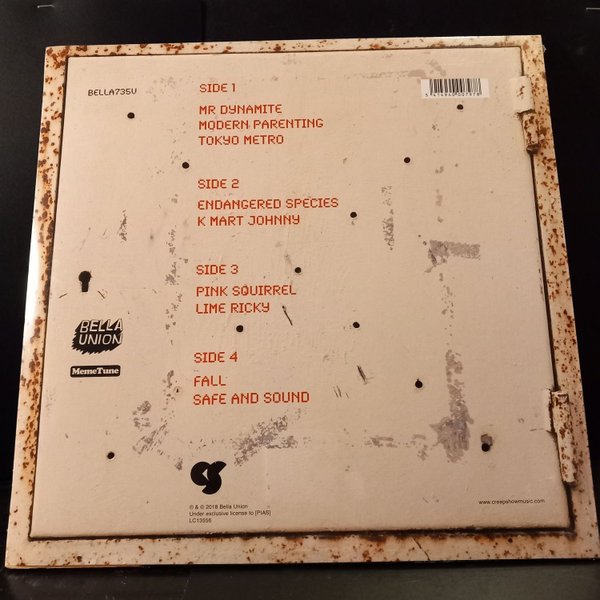 BELLA735V
SIDE 1
MR DYNAMITE
MODERN PARENTING
TOKYO METRO
SIDE 2
ENDANGERED SPECIES
K MART JOHNNY
SIDE 3
PINK SQUIRREL
LIME RICKY
SIDE 4
FALL
SAFE AND SOUND
BELLA
UNION
MemeTune
℗ & © 2018 Bella Union
Under exclusive license to [PIAS]
LC13556
www.creepshowmusic.com